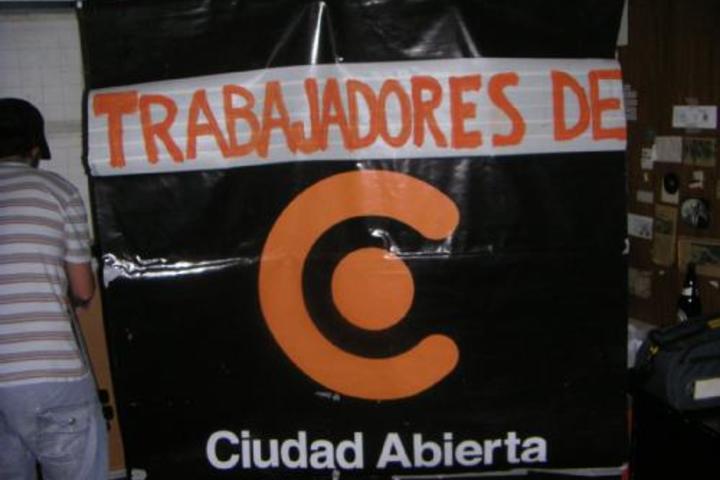 TRABAJADORES DE
Ciudad Abierta